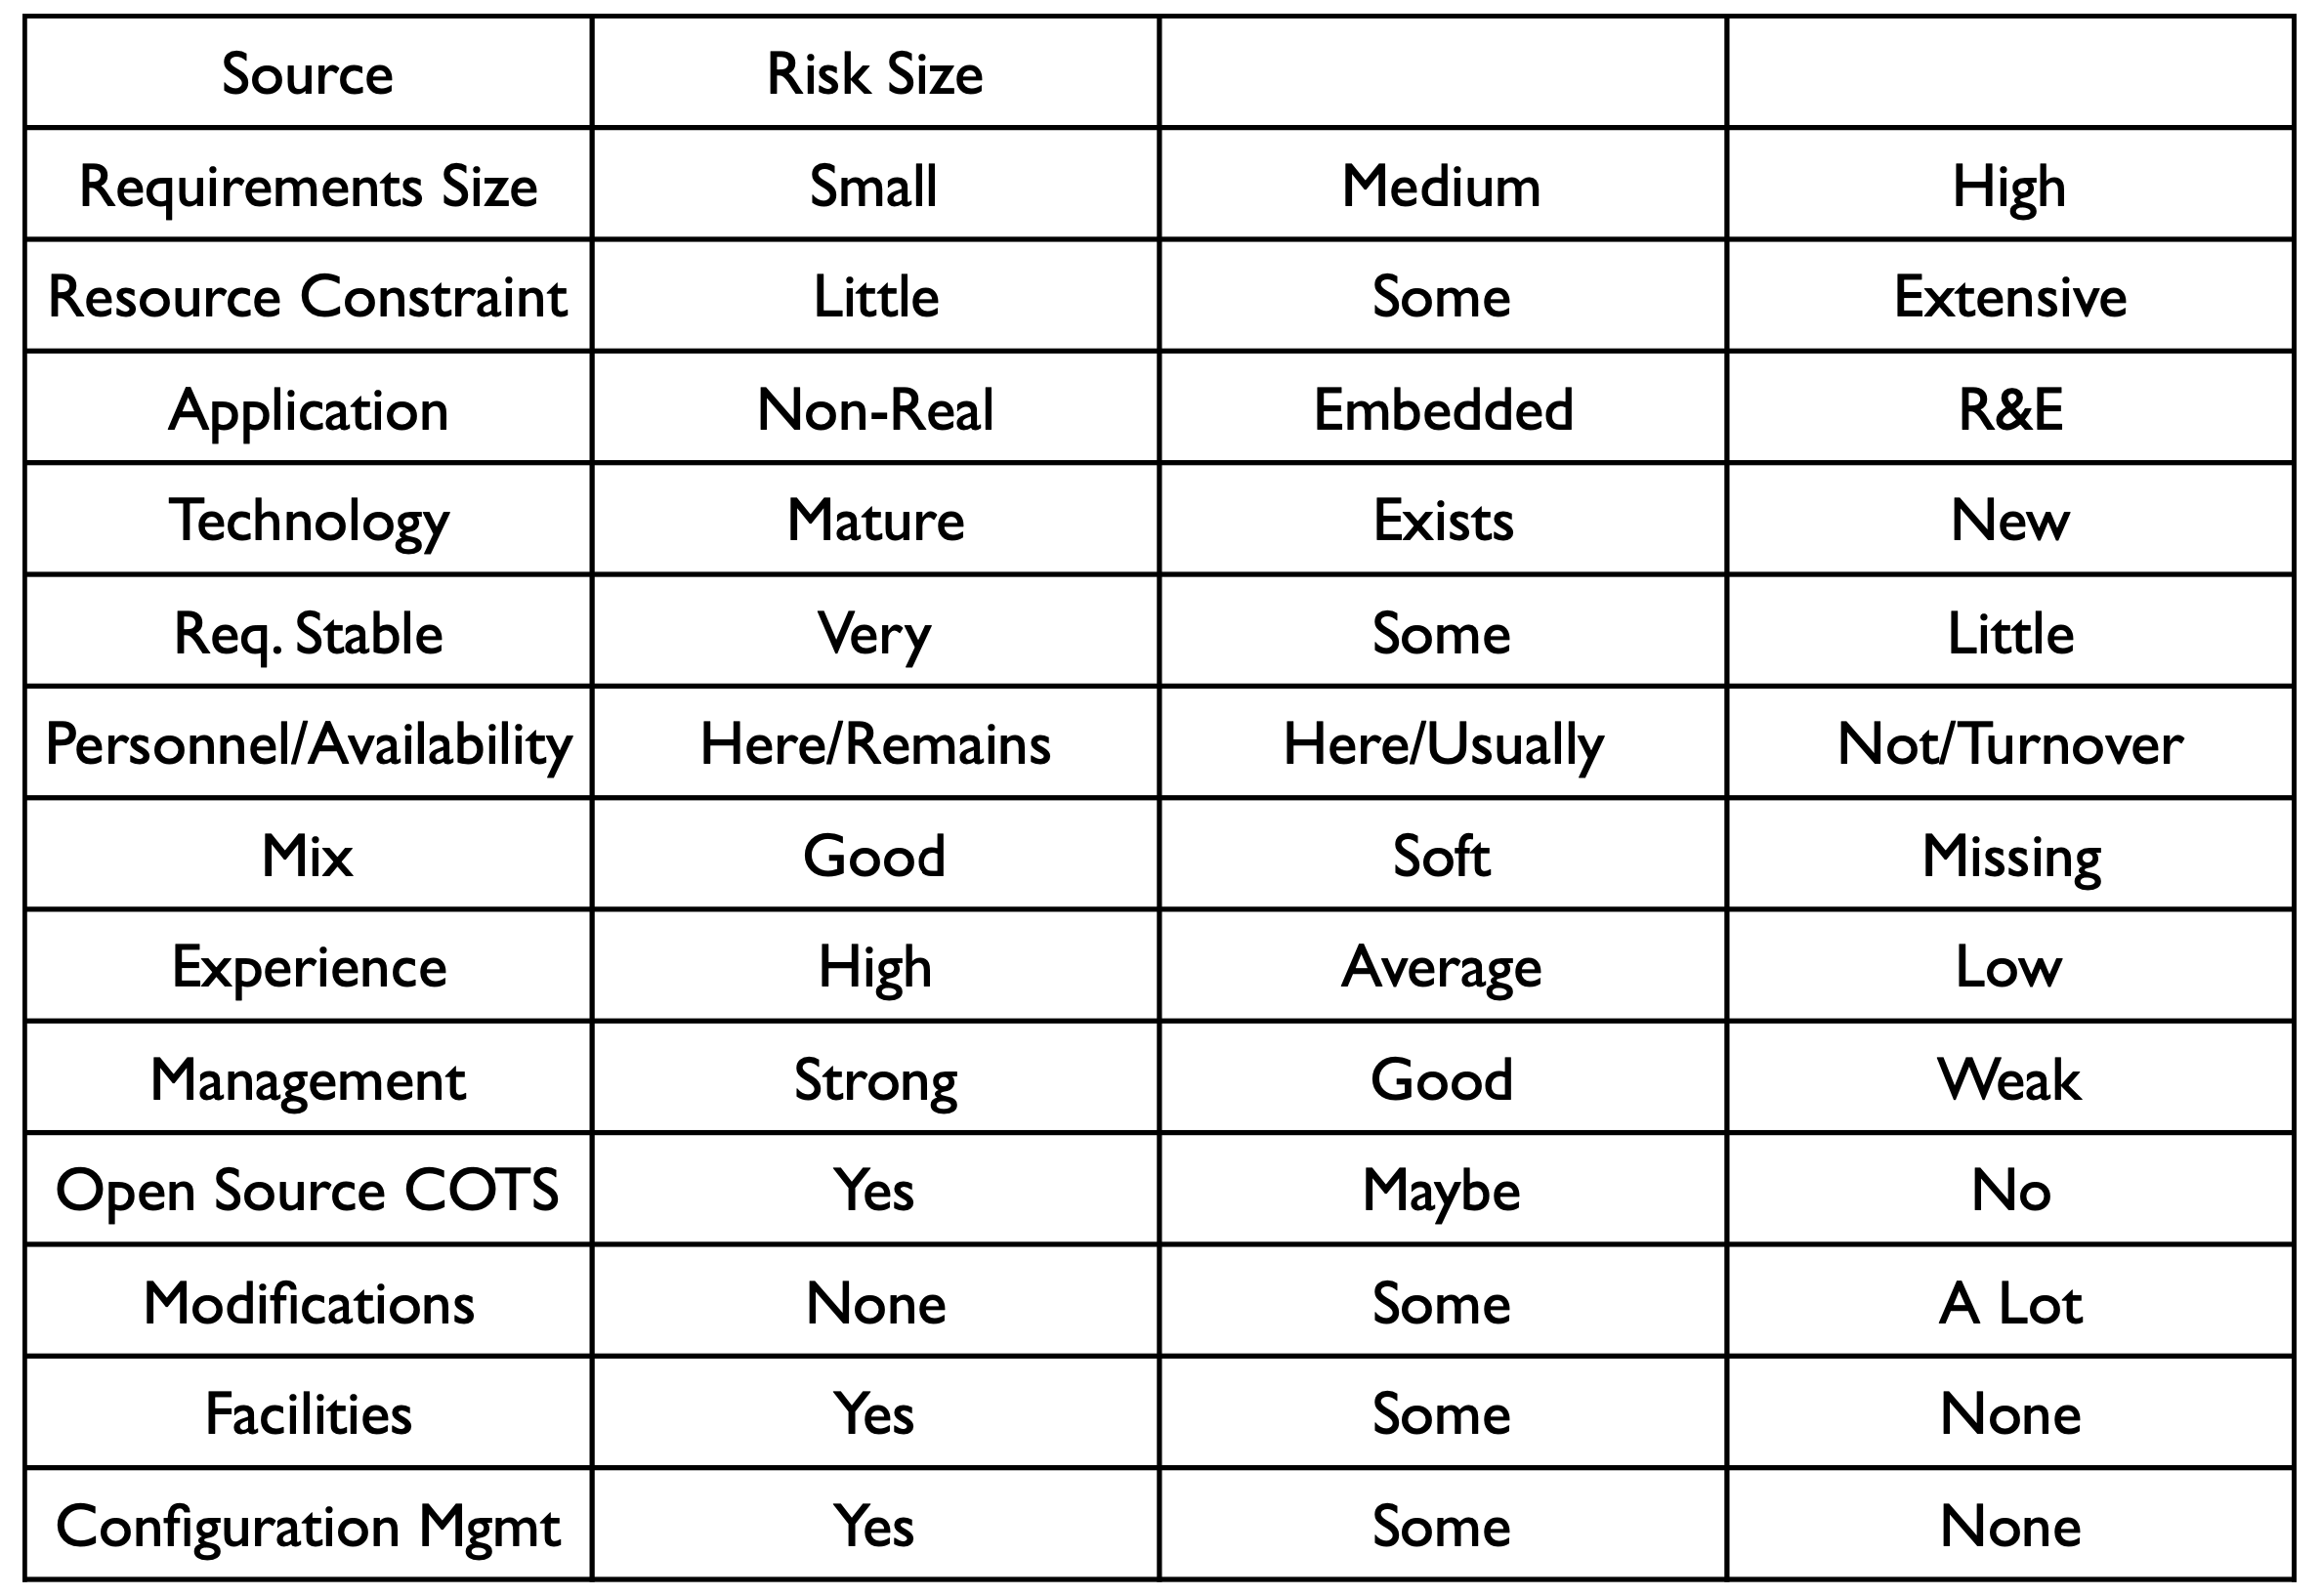 Source Risk Size
Requirements Size Small Medium High
Resource Constraint Little Some Extensive
Application Non-Real Embedded R&E
Technology Mature Exists New
Req. Stable Very Some Little
Personnel/Availability Here/Remains Here/Usually Not/Turnover
Mix Good Soft Missing
Experience High Average Low
Management Strong Good Weak
Open Source COTS Yes Maybe No
Modifications None Some A Lot
Facilities Yes Some None
Configuration Mgmt Yes Some None